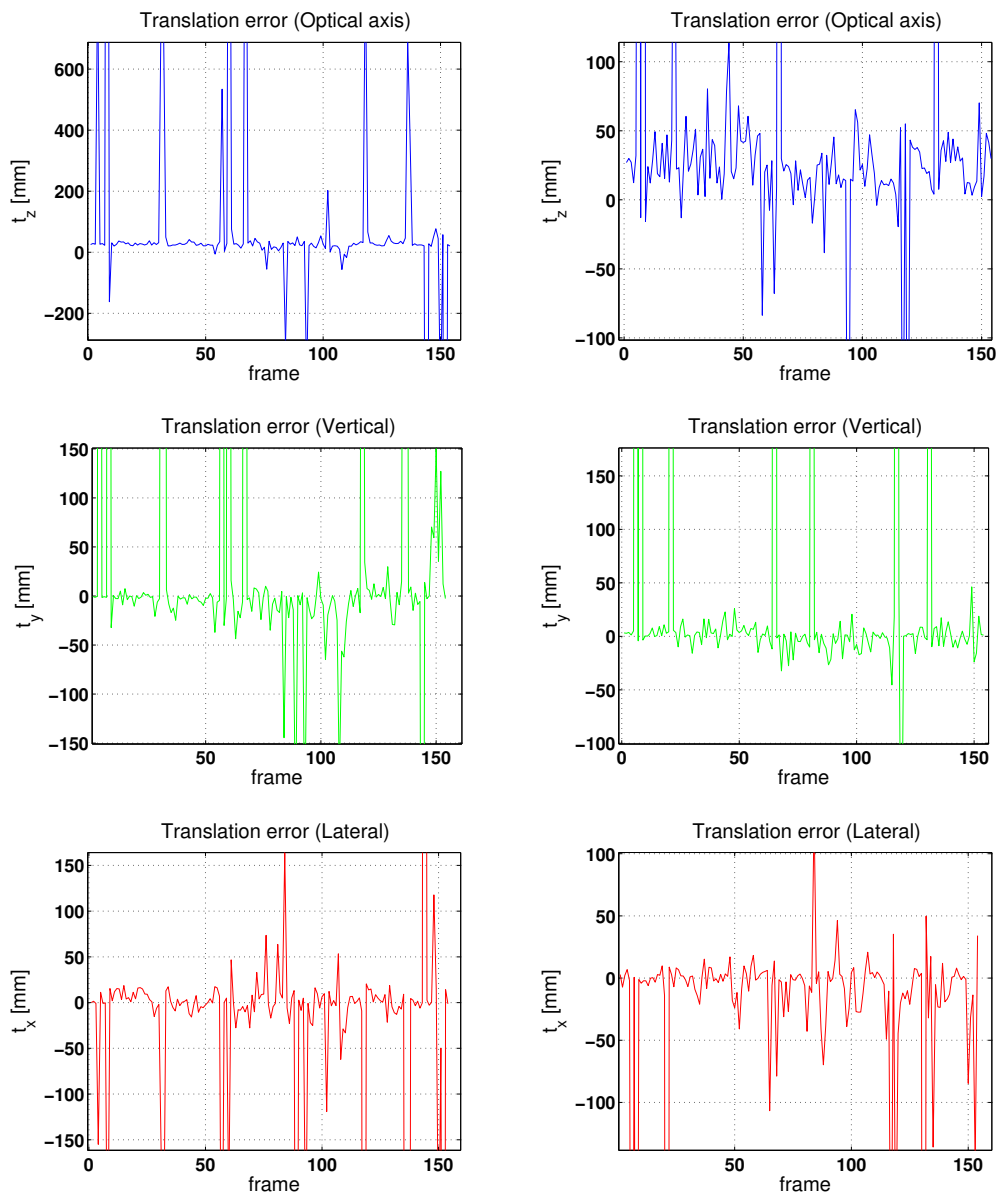 Translation error (Optical axis)
600
400
200
0
−200
t_z [mm]
0 50 100 150
frame
Translation error (Optical axis)
100
50
0
−50
−100
t_z [mm]
0 50 100 150
frame
Translation error (Vertical)
150
100
50
0
−50
−100
−150
t_y [mm]
50 100 150
frame
Translation error (Vertical)
150
100
50
0
−50
−100
t_y [mm]
0 50 100 150
frame
Translation error (Lateral)
150
100
50
0
−50
−100
−150
t_x [mm]
0 50 100 150
frame
Translation error (Lateral)
100
50
0
−50
−100
t_x [mm]
50 100 150
frame